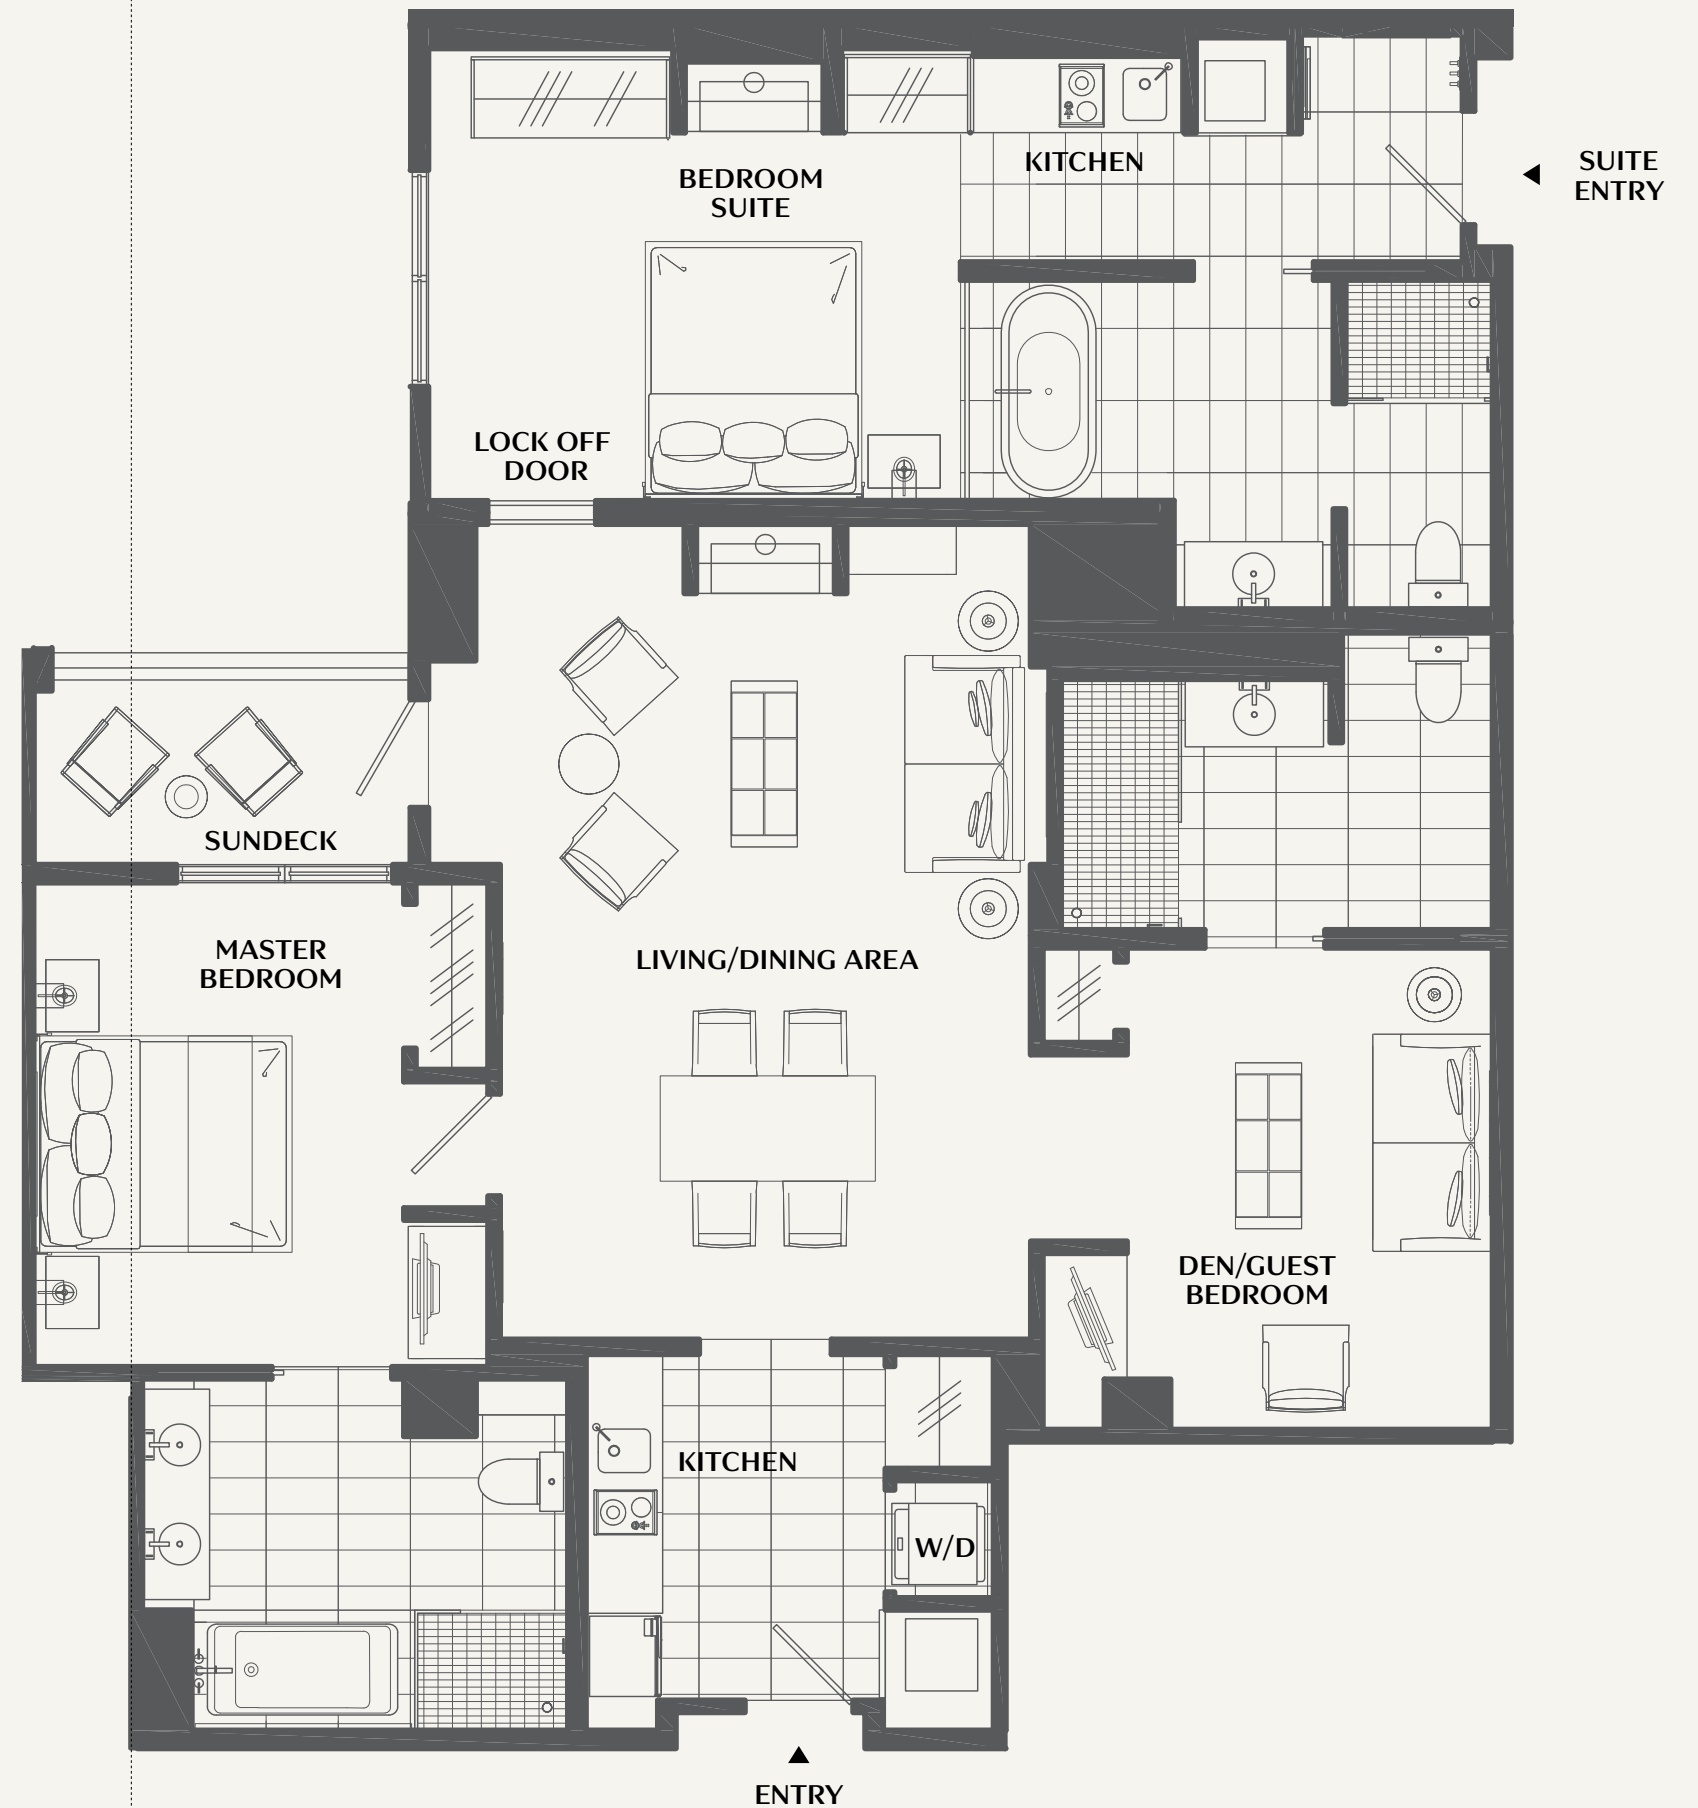 KITCHEN
SUITE
ENTRY
BEDROOM
SUITE
LOCK OFF
DOOR
SUNDECK
MASTER
BEDROOM
LIVING/DINING AREA
DEN/GUEST
BEDROOM
KITCHEN
W/D
ENTRY